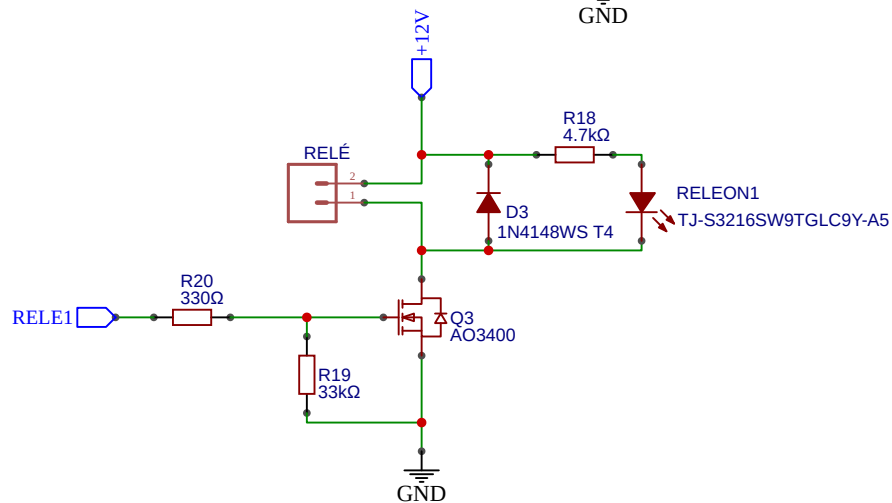 GND
+12V
R18
4.7kΩ
RELÉ
2
1
RELEON1
TJ-S3216SW9TGLC9Y-A5
D3
1N4148WS T4
R20
330Ω
RELE1
Q3
AO3400
R19
33kΩ
GND